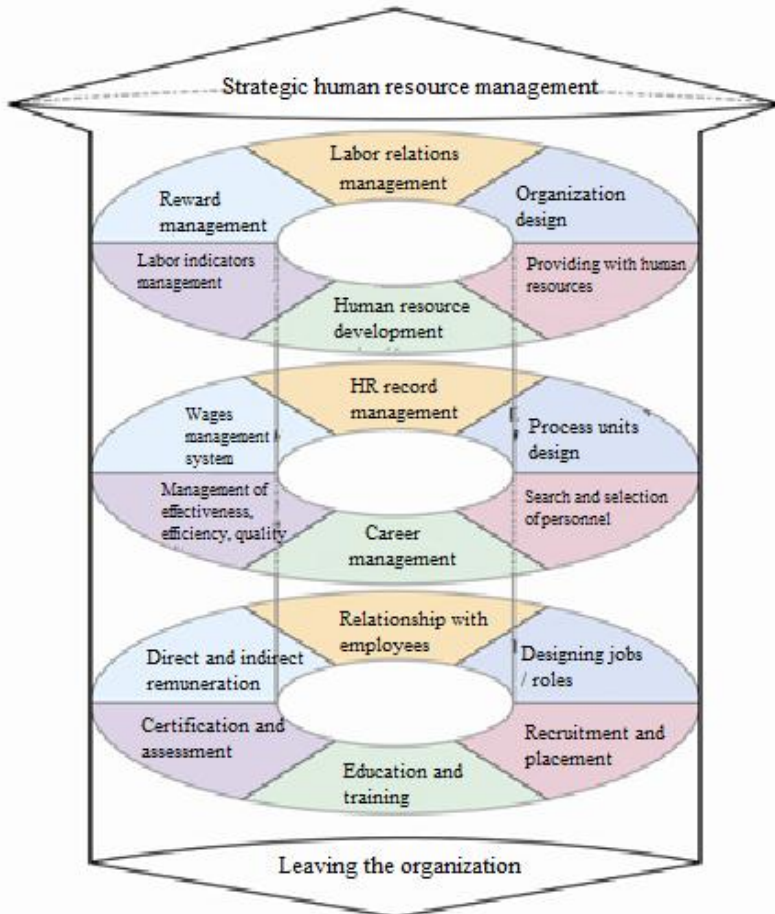 Strategic human resource management
Labor relations
management
Reward
management
Organization
design
Labor indicators
management
Providing with human
resources
Human resource
development
HR record
management
Wages
management
system
Process units
design
Management of
effectiveness,
efficiency, quality
Search and selection
of personnel
Career
management
Relationship with
employees
Direct and indirect
remuneration
Designing jobs
/ roles
Certification and
assessment
Recruitment and
placement
Education and
training
Leaving the organization